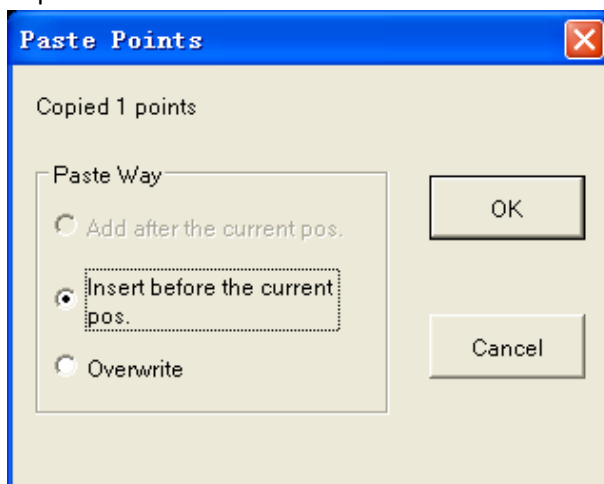 Paste Points
Copied 1 points
Paste Way
Add after the current pos.
Insert before the current
pos.
Overwrite
OK
Cancel